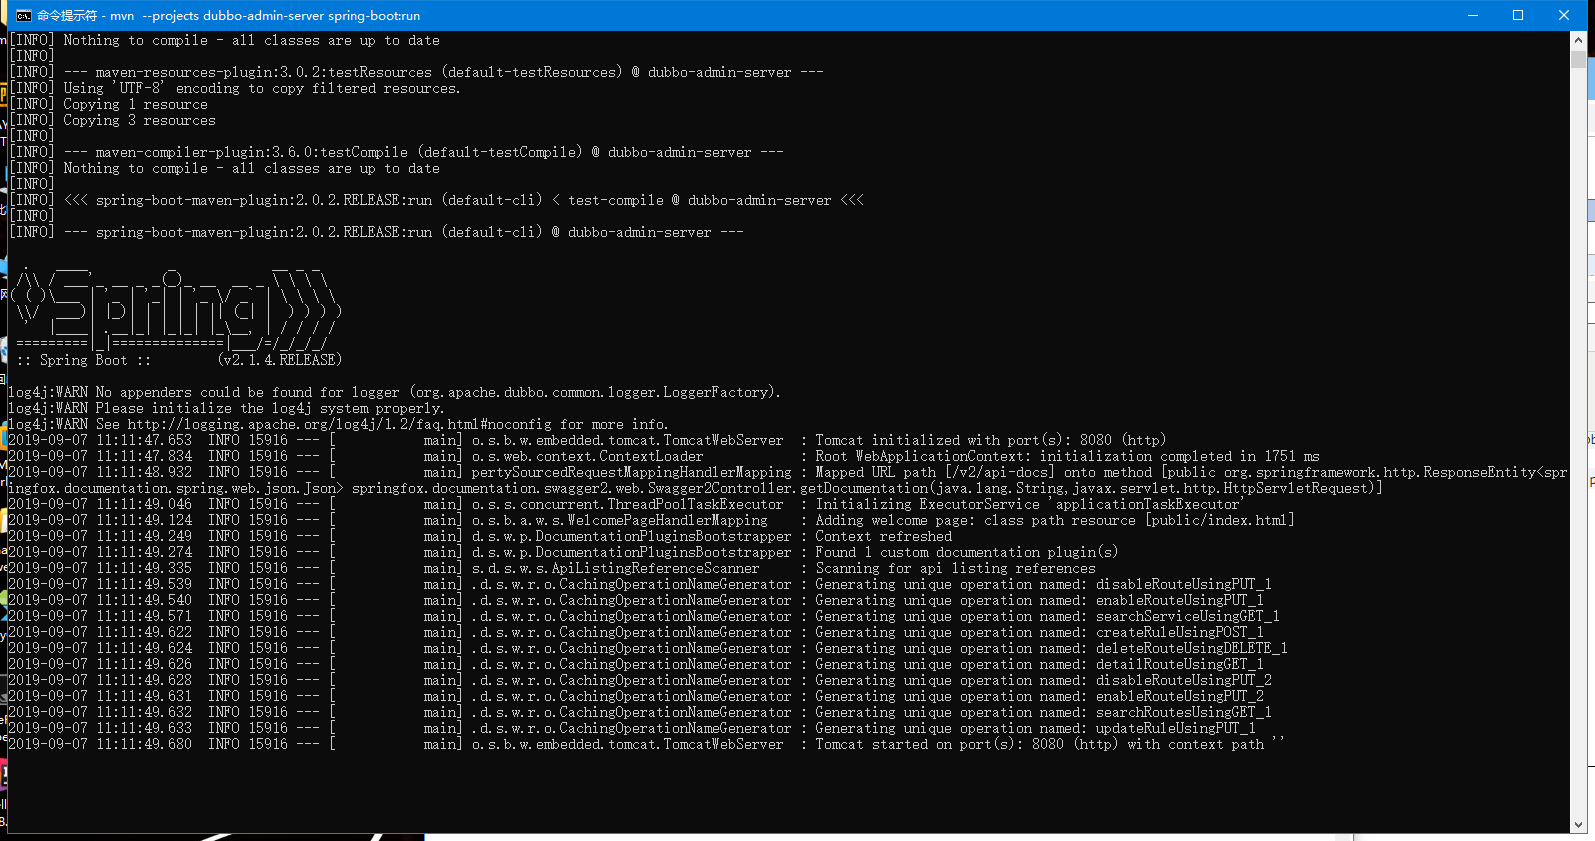 命令提示符 - mvn  --projects dubbo-admin-server spring-boot:run
[INFO] Nothing to compile - all classes are up to date
[INFO]
[INFO] --- maven-resources-plugin:3.0.2:testResources (default-testResources) @ dubbo-admin-server ---
[INFO] Using 'UTF-8' encoding to copy filtered resources.
[INFO] Copying 1 resource
[INFO] Copying 3 resources
[INFO]
[INFO] --- maven-compiler-plugin:3.6.0:testCompile (default-testCompile) @ dubbo-admin-server ---
[INFO] Nothing to compile - all classes are up to date
[INFO]
[INFO] <<< spring-boot-maven-plugin:2.0.2.RELEASE:run (default-cli) < test-compile @ dubbo-admin-server <<<
[INFO]
[INFO] --- spring-boot-maven-plugin:2.0.2.RELEASE:run (default-cli) @ dubbo-admin-server ---
:: Spring Boot ::        (v2.1.4.RELEASE)
log4j:WARN No appenders could be found for logger (org.apache.dubbo.common.logger.LoggerFactory).
log4j:WARN Please initialize the log4j system properly.
log4j:WARN See http://logging.apache.org/log4j/1.2/faq.html#noconfig for more info.
2019-09-07 11:11:47.653  INFO 15916 --- [           main] o.s.b.w.embedded.tomcat.TomcatWebServer  : Tomcat initialized with port(s): 8080 (http)
2019-09-07 11:11:47.834  INFO 15916 --- [           main] o.s.web.context.ContextLoader            : Root WebApplicationContext: initialization completed in 1751 ms
2019-09-07 11:11:48.932  INFO 15916 --- [           main] pertySourcedRequestMappingHandlerMapping : Mapped URL path [/v2/api-docs] onto method [public org.springframework.http.ResponseEntity<spr
ingfox.documentation.spring.web.json.Json> springfox.documentation.swagger2.web.Swagger2Controller.getDocumentation(java.lang.String,javax.servlet.http.HttpServletRequest)]
2019-09-07 11:11:49.046  INFO 15916 --- [           main] o.s.s.concurrent.ThreadPoolTaskExecutor  : Initializing ExecutorService 'applicationTaskExecutor'
2019-09-07 11:11:49.124  INFO 15916 --- [           main] o.s.b.a.w.s.WelcomePageHandlerMapping    : Adding welcome page: class path resource [public/index.html]
2019-09-07 11:11:49.249  INFO 15916 --- [           main] d.s.w.p.DocumentationPluginsBootstrapper : Context refreshed
2019-09-07 11:11:49.274  INFO 15916 --- [           main] d.s.w.p.DocumentationPluginsBootstrapper : Found 1 custom documentation plugin(s)
2019-09-07 11:11:49.335  INFO 15916 --- [           main] s.d.s.w.s.ApiListingReferenceScanner     : Scanning for api listing references
2019-09-07 11:11:49.539  INFO 15916 --- [           main] .d.s.w.r.o.CachingOperationNameGenerator : Generating unique operation named: disableRouteUsingPUT_1
2019-09-07 11:11:49.540  INFO 15916 --- [           main] .d.s.w.r.o.CachingOperationNameGenerator : Generating unique operation named: enableRouteUsingPUT_1
2019-09-07 11:11:49.571  INFO 15916 --- [           main] .d.s.w.r.o.CachingOperationNameGenerator : Generating unique operation named: searchServiceUsingGET_1
2019-09-07 11:11:49.622  INFO 15916 --- [           main] .d.s.w.r.o.CachingOperationNameGenerator : Generating unique operation named: createRuleUsingPOST_1
2019-09-07 11:11:49.624  INFO 15916 --- [           main] .d.s.w.r.o.CachingOperationNameGenerator : Generating unique operation named: deleteRouteUsingDELETE_1
2019-09-07 11:11:49.626  INFO 15916 --- [           main] .d.s.w.r.o.CachingOperationNameGenerator : Generating unique operation named: detailRouteUsingGET_1
2019-09-07 11:11:49.628  INFO 15916 --- [           main] .d.s.w.r.o.CachingOperationNameGenerator : Generating unique operation named: disableRouteUsingPUT_2
2019-09-07 11:11:49.631  INFO 15916 --- [           main] .d.s.w.r.o.CachingOperationNameGenerator : Generating unique operation named: enableRouteUsingPUT_2
2019-09-07 11:11:49.632  INFO 15916 --- [           main] .d.s.w.r.o.CachingOperationNameGenerator : Generating unique operation named: searchRoutesUsingGET_1
2019-09-07 11:11:49.633  INFO 15916 --- [           main] .d.s.w.r.o.CachingOperationNameGenerator : Generating unique operation named: updateRuleUsingPUT_1
2019-09-07 11:11:49.680  INFO 15916 --- [           main] o.s.b.w.embedded.tomcat.TomcatWebServer  : Tomcat started on port(s): 8080 (http) with context path ''